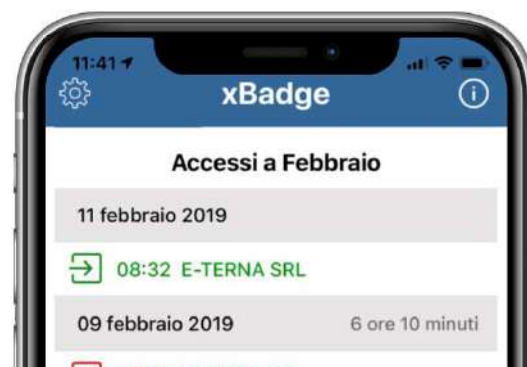 11:41
xBadge
Accessi a Febbraio
11 febbraio 2019
08:32 E-TERNA SRL
09 febbraio 2019 6 ore 10 minuti